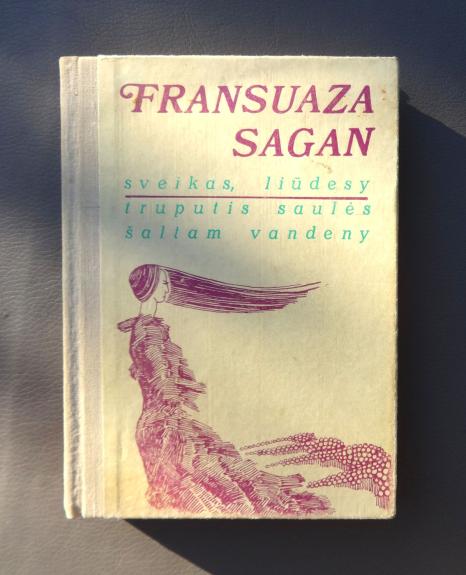 FRANSUAZA
SAGAN
sveikas, liūdesy
truputis saulės
šaltam vandeny